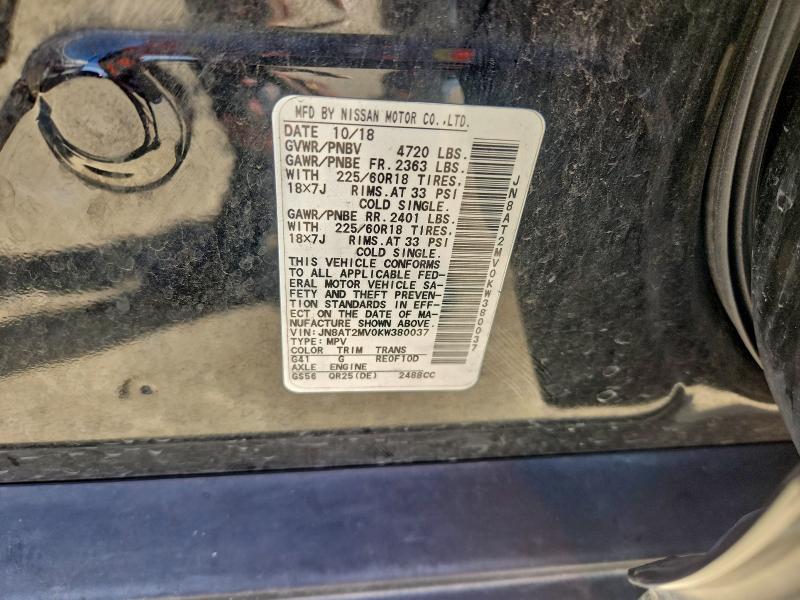 MFD BY NISSAN MOTOR CO.,LTD.
DATE 10/18
GVWR/PNBV 4720 LBS.
GAWR/PNBE FR. 2363 LBS.
WITH 225/60R18 TIRES,
18X7J RIMS.AT 33 PSI
COLD SINGLE.
GAWR/PNBE RR. 2401 LBS.
WITH 225/60R18 TIRES,
18X7J RIMS.AT 33 PSI
COLD SINGLE.
THIS VEHICLE CONFORMS
TO ALL APPLICABLE FED-
ERAL MOTOR VEHICLE SA-
FETY AND THEFT PREVEN-
TION STANDARDS IN EFF-
ECT ON THE DATE OF MA-
NUFACTURE SHOWN ABOVE.
VIN:JN8AT2MV0KW380037
TYPE:MPV
COLOR TRIM TRANS
G41 G RE0F10D
AXLE ENGINE
GS56 QR25(DE) 2488CC
JN8AT2MV0KW380037